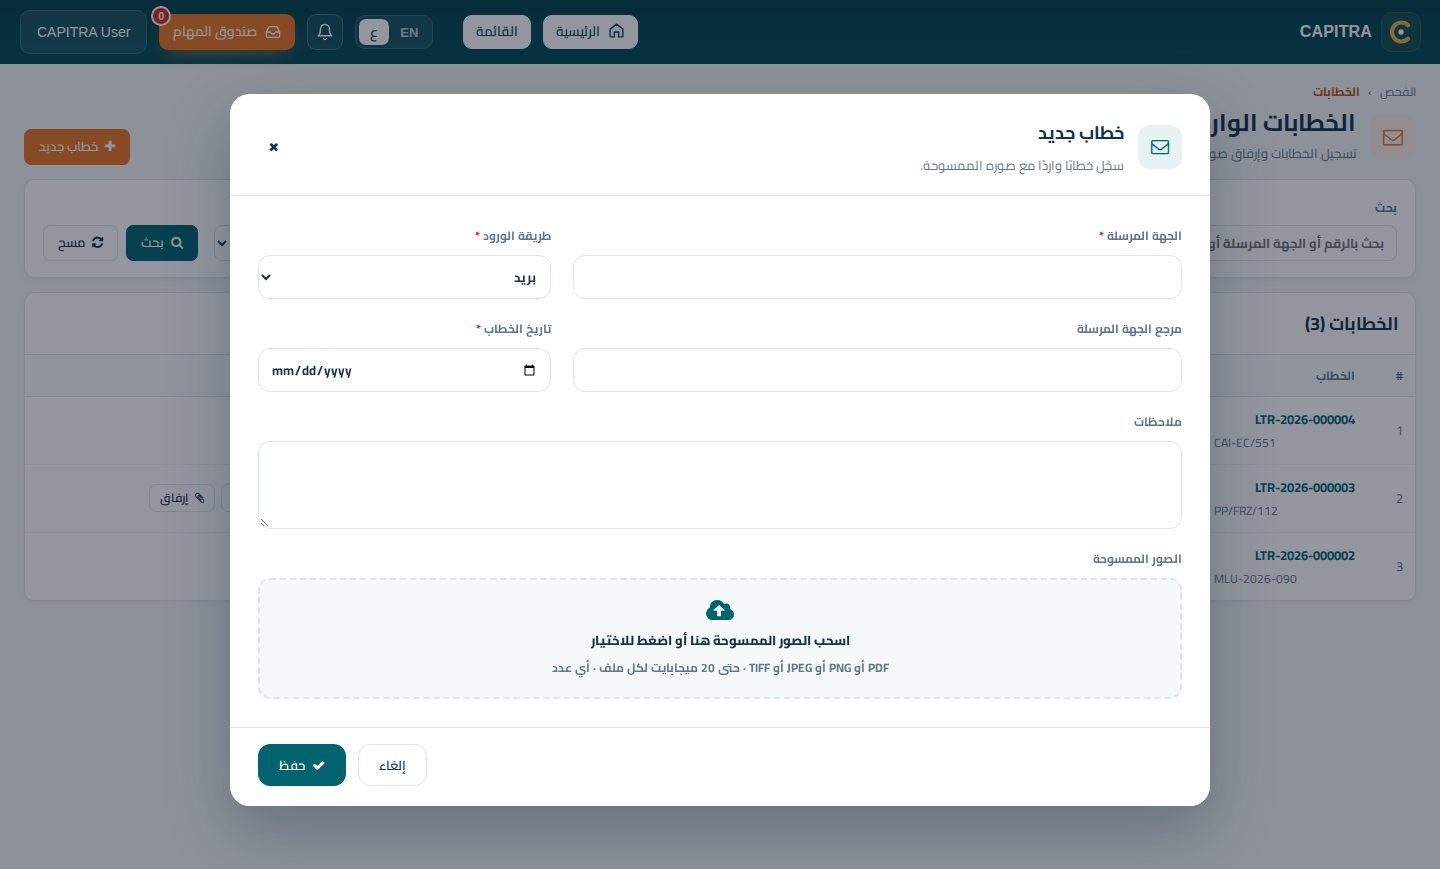 CAPITRA
الرئيسية
القائمة
EN
ع
صندوق المهام
0
CAPITRA User
الفحص › الخطابات
الخطابات الوار
تسجيل الخطابات وإرفاق صو
خطاب جديد
بحث
بحث بالرقم أو الجهة المرسلة أو
بحث
مسح
الخطابات (3)
#
الخطاب
1
LTR-2026-000004
CAI-EC/551
2
LTR-2026-000003
PP/FRZ/112
إرفاق
3
LTR-2026-000002
MLU-2026-090
خطاب جديد
سجّل خطابًا واردًا مع صوره الممسوحة.
الجهة المرسلة *
طريقة الورود *
بريد
مرجع الجهة المرسلة
تاريخ الخطاب *
mm/dd/yyyy
ملاحظات
الصور الممسوحة
اسحب الصور الممسوحة هنا أو اضغط للاختيار
PDF أو PNG أو JPEG أو TIFF · حتى 20 ميجابايت لكل ملف · أي عدد
إلغاء
حفظ